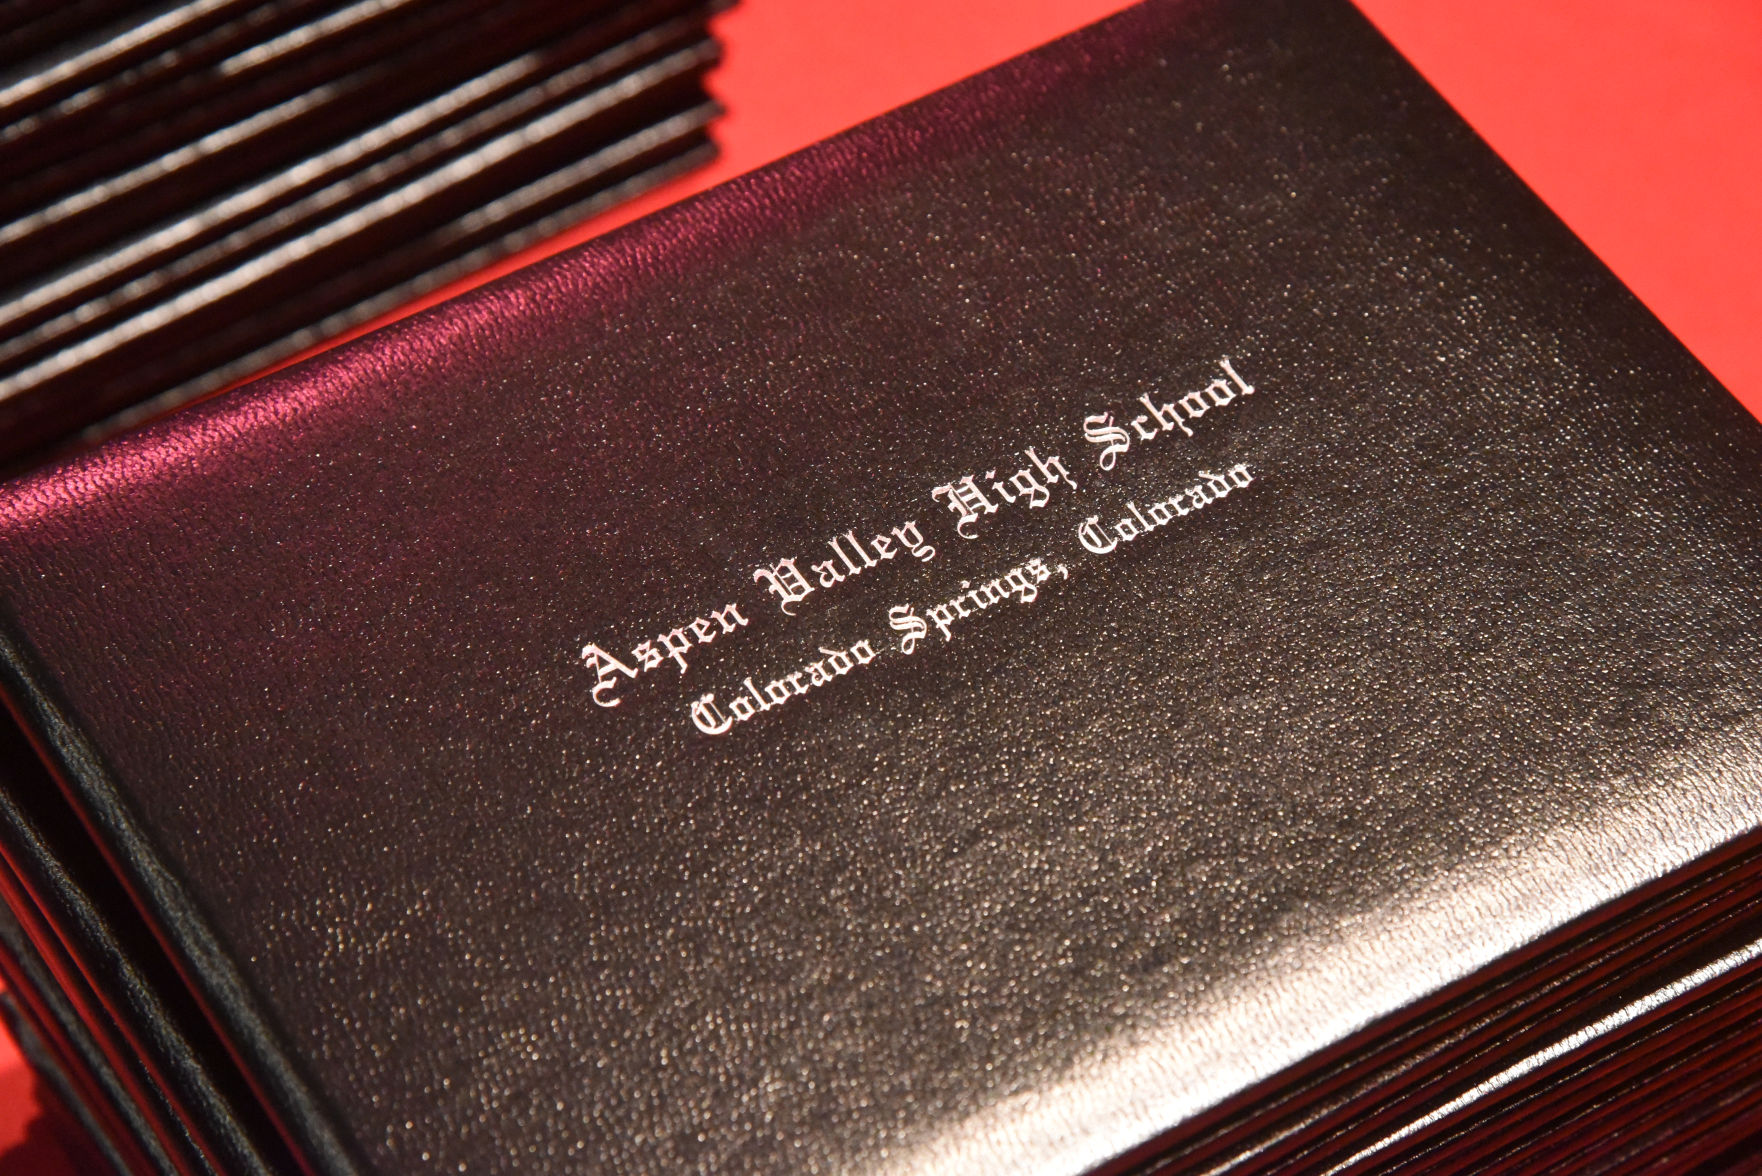 Aspen Valley High School
Colorado Springs, Colorado